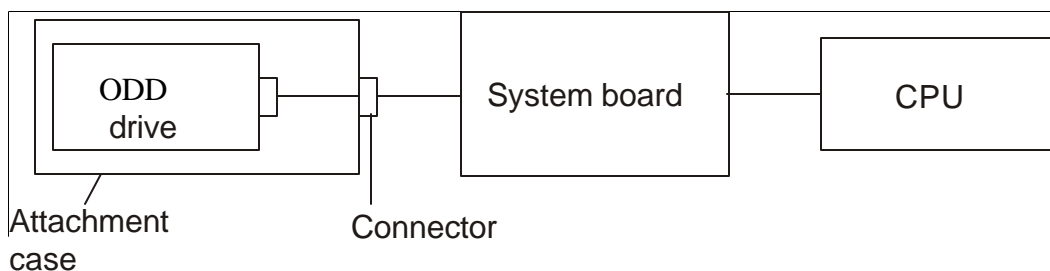 ODD
drive
System board
CPU
Attachment
case
Connector